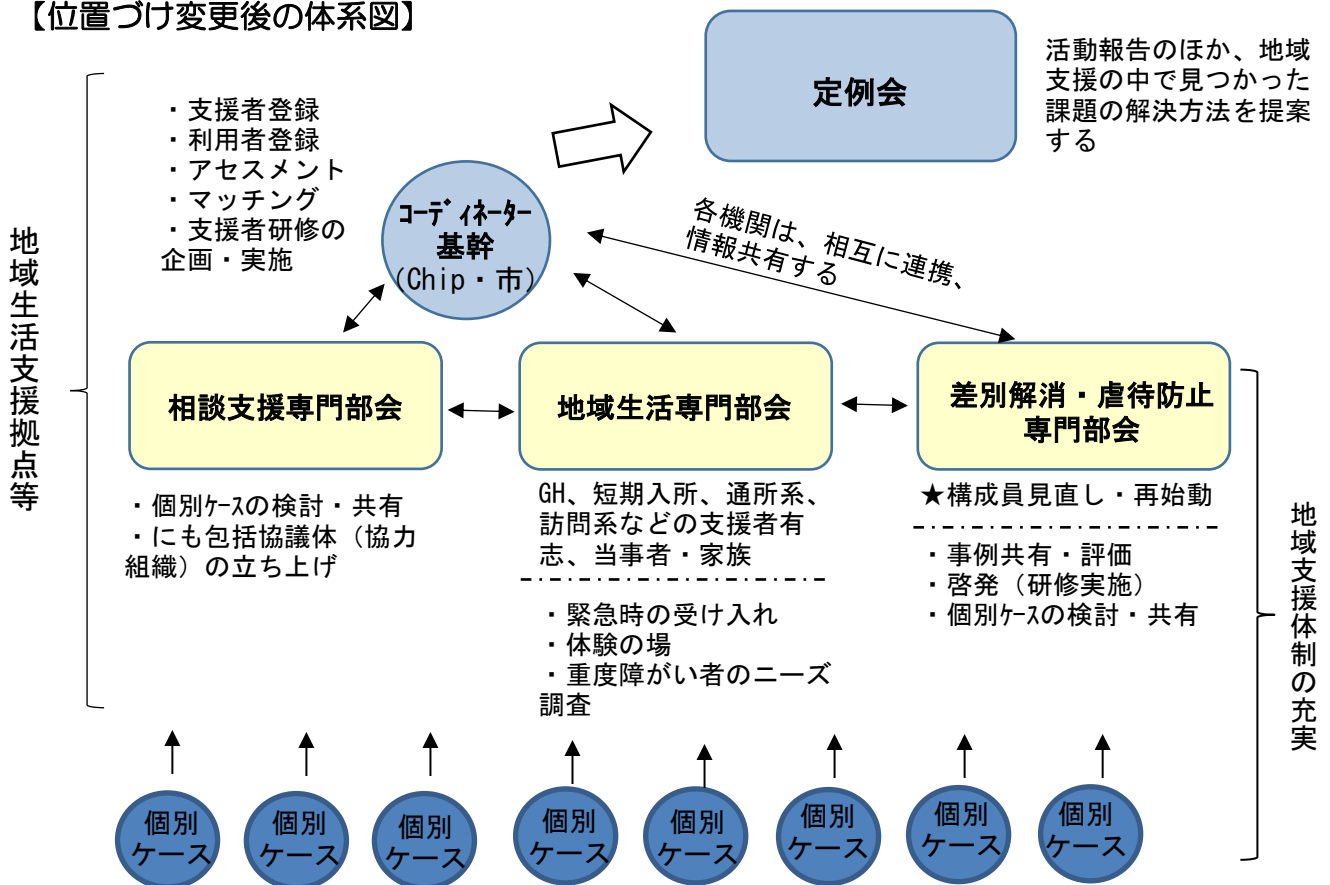 【位置づけ変更後の体系図】
定例会
活動報告のほか、地域
支援の中で見つかった
課題の解決方法を提案
する
・支援者登録
・利用者登録
・アセスメント
・マッチング
・支援者研修の
企画・実施
ｺｰﾃﾞｨﾈｰﾀｰ
基幹
(Chip・市)
各機関は、相互に連携、
情報共有する
地域生活支援拠点等
相談支援専門部会
地域生活専門部会
差別解消・虐待防止
専門部会
・個別ｹｰｽの検討・共有
・にも包括協議体（協力
組織）の立ち上げ
GH、短期入所、通所系、
訪問系などの支援者有
志、当事者・家族
・緊急時の受け入れ
・体験の場
・重度障がい者のニーズ
調査
★構成員見直し・再始動
・事例共有・評価
・啓発（研修実施）
・個別ｹｰｽの検討・共有
地域支援体制の充実
個別
ケース
個別
ケース
個別
ケース
個別
ケース
個別
ケース
個別
ケース
個別
ケース
個別
ケース